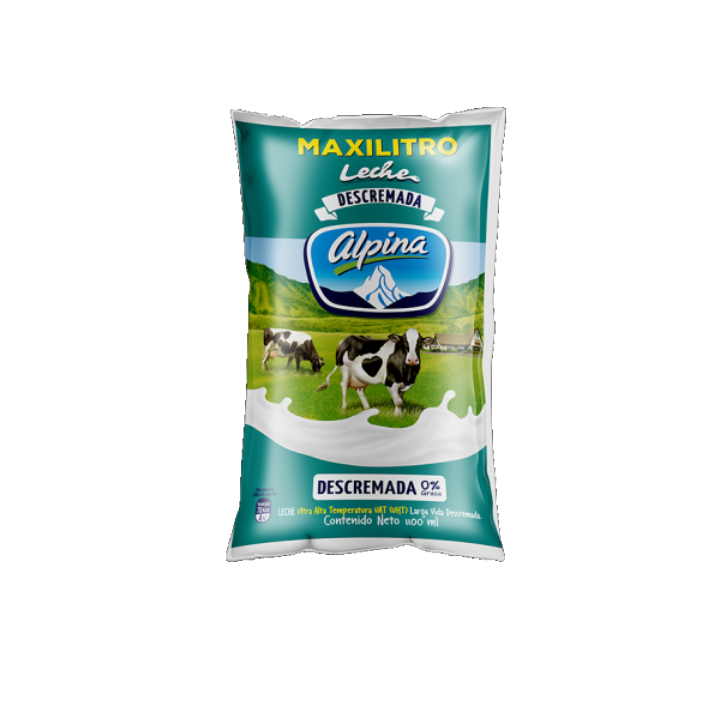 MAXILITRO
Leche
DESCREMADA
alpina
DESCREMADA 0% Grasa
LECHE Ultra Alta Temperatura UAT (UHT) Larga Vida Descremada
Contenido Neto 1100 ml